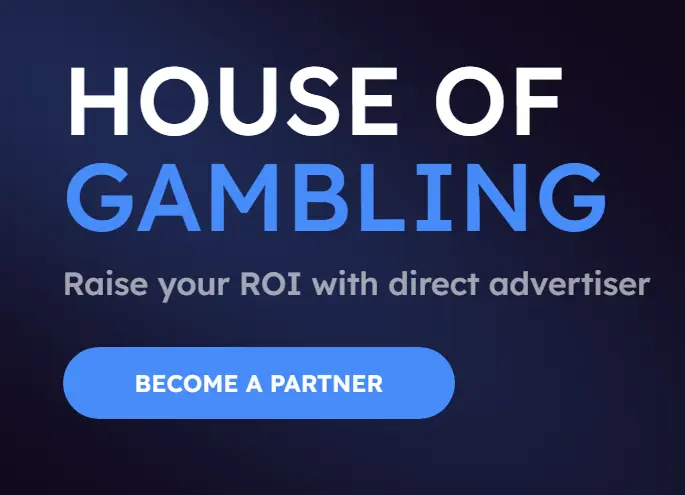 HOUSE OF
GAMBLING
Raise your ROI with direct advertiser
BECOME A PARTNER